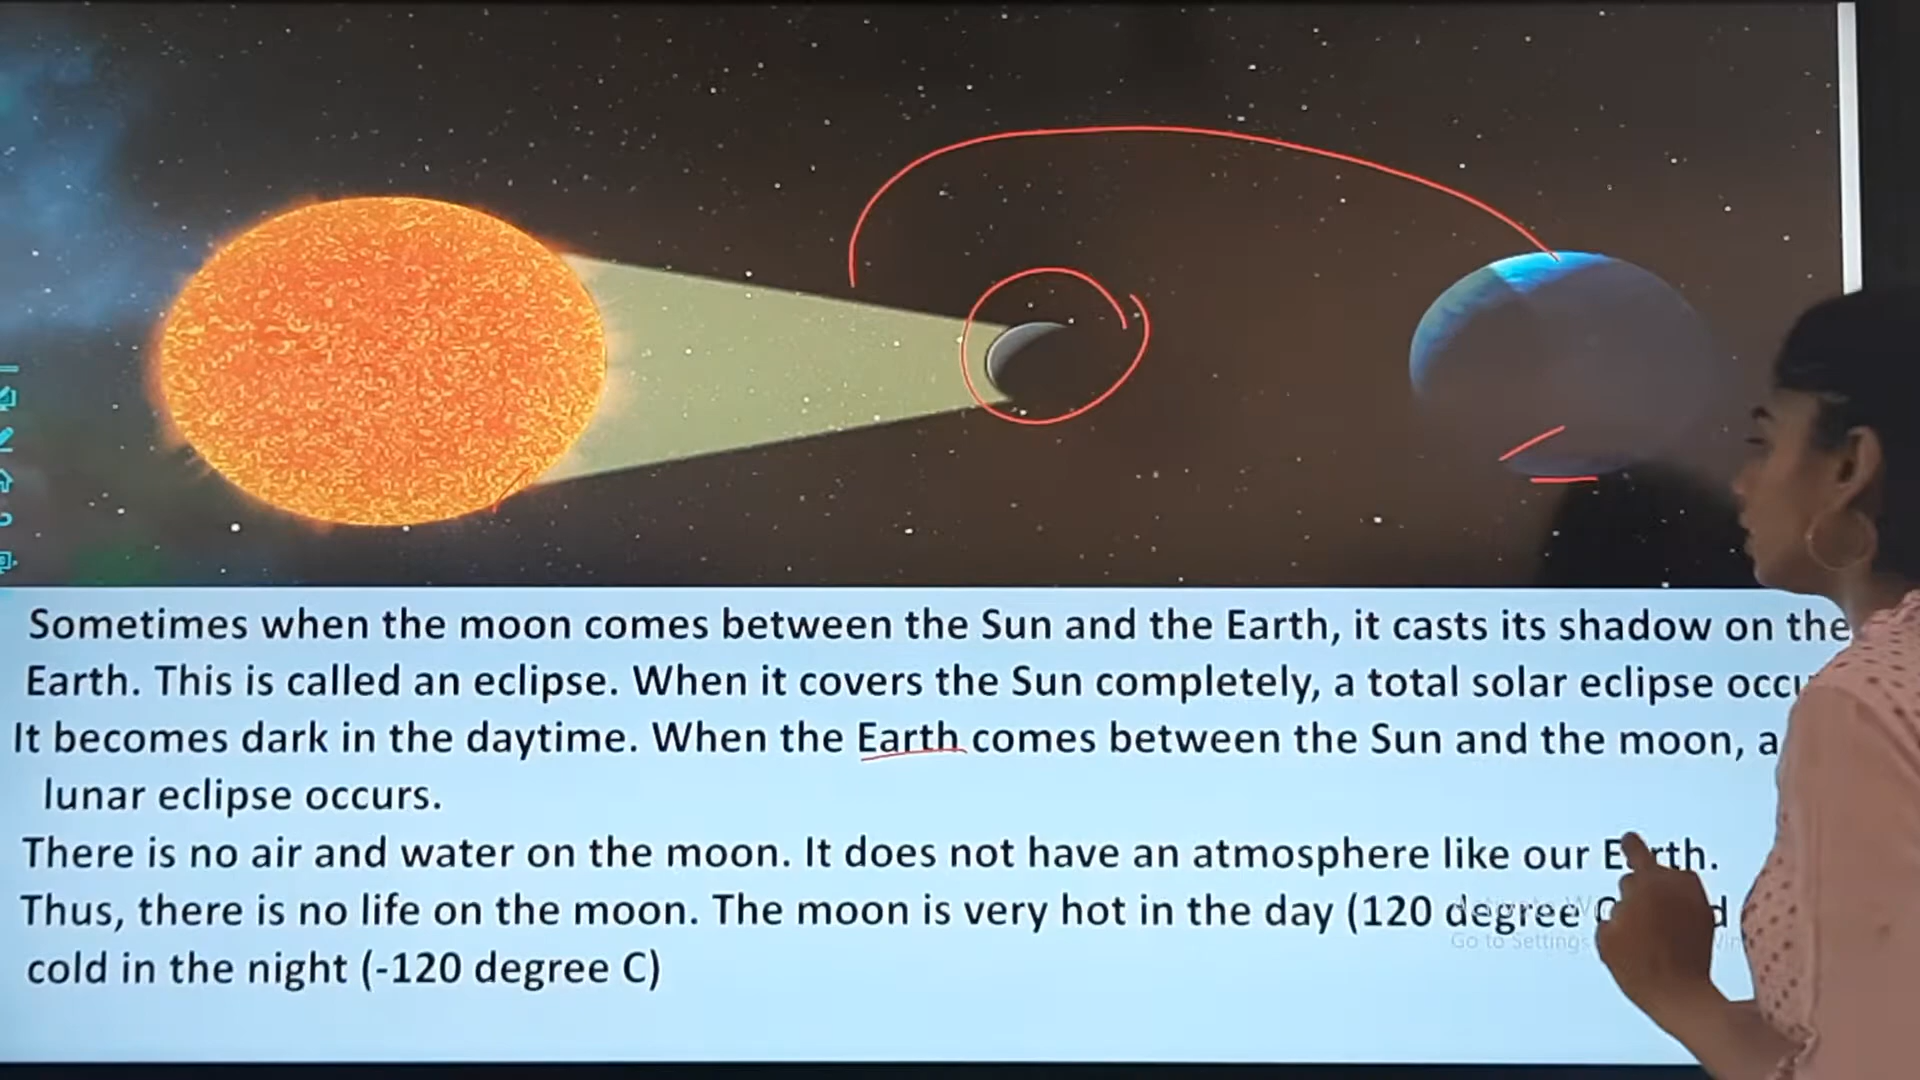 Sometimes when the moon comes between the Sun and the Earth, it casts its shadow on the
Earth. This is called an eclipse. When it covers the Sun completely, a total solar eclipse
It becomes dark in the daytime. When the Earth comes between the Sun and the moon, a
lunar eclipse occurs.
There is no air and water on the moon. It does not have an atmosphere like our Earth.
Thus, there is no life on the moon. The moon is very hot in the day (120 degree
cold in the night (-120 degree C)
Go to Settings